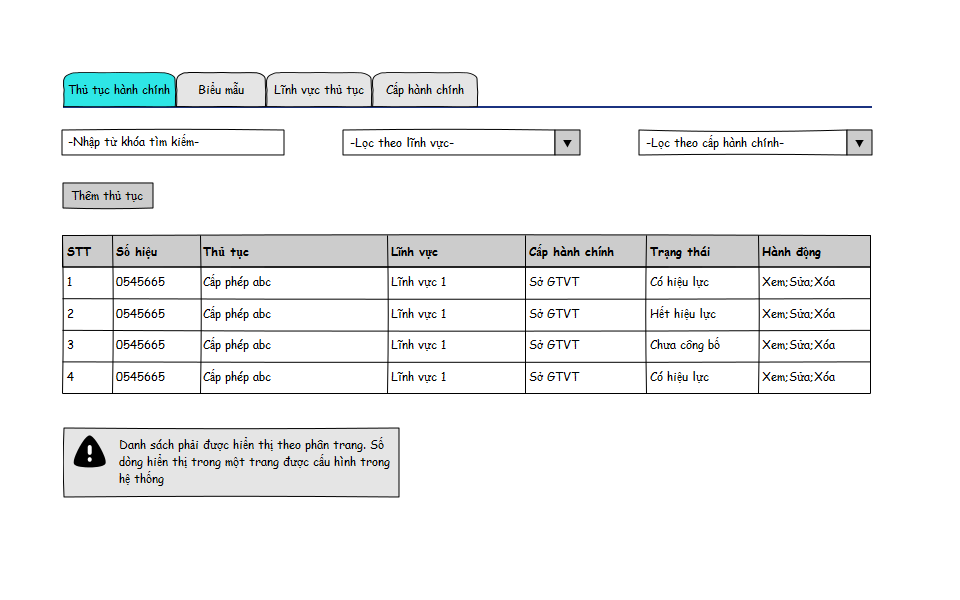 Thủ tục hành chính Biểu mẫu Lĩnh vực thủ tục Cấp hành chính
-Nhập từ khóa tìm kiếm- -Lọc theo lĩnh vực- -Lọc theo cấp hành chính-
Thêm thủ tục
STT Số hiệu Thủ tục Lĩnh vực Cấp hành chính Trạng thái Hành động
1 0545665 Cấp phép abc Lĩnh vực 1 Sở GTVT Có hiệu lực Xem;Sửa;Xóa
2 0545665 Cấp phép abc Lĩnh vực 1 Sở GTVT Hết hiệu lực Xem;Sửa;Xóa
3 0545665 Cấp phép abc Lĩnh vực 1 Sở GTVT Chưa công bố Xem;Sửa;Xóa
4 0545665 Cấp phép abc Lĩnh vực 1 Sở GTVT Có hiệu lực Xem;Sửa;Xóa
Danh sách phải được hiển thị theo phân trang. Số
dòng hiển thị trong một trang được cấu hình trong
hệ thống